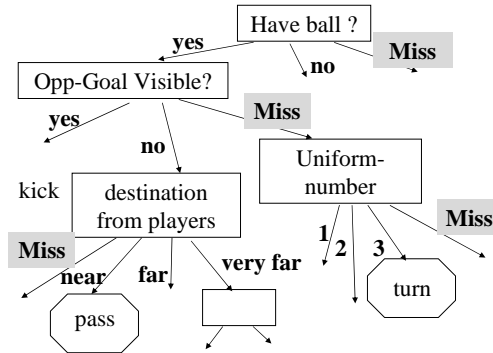 Have ball ?
yes
no
Miss
Opp-Goal Visible?
yes
no
Miss
kick
destination
from players
Uniform-
number
Miss
near
far
very far
1
2
3
Miss
pass
turn